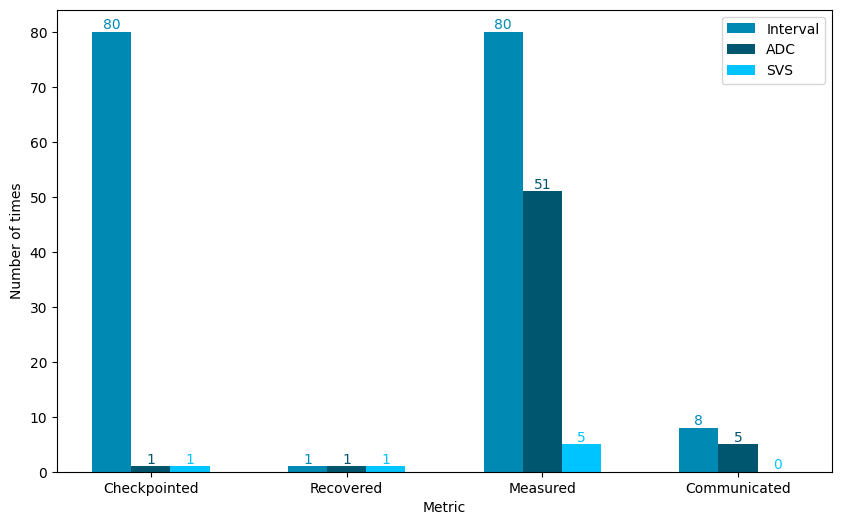 80
80
80
Interval
ADC
SVS
70
60
51
50
40
30
20
10
8
5
5
1
1
1
1
1
0
0
Number of times
Checkpointed
Recovered
Measured
Communicated
Metric